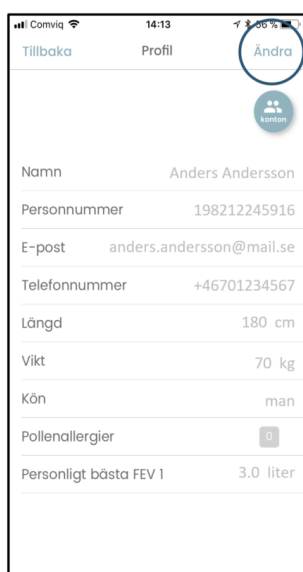 Comviq 14:13 56 %
Tillbaka Profil Ändra
konton
Namn Anders Andersson
Personnummer 198212245916
E-post anders.andersson@mail.se
Telefonnummer +46701234567
Längd 180 cm
Vikt 70 kg
Kön man
Pollenallergier 0
Personligt bästa FEV 1 3.0 liter